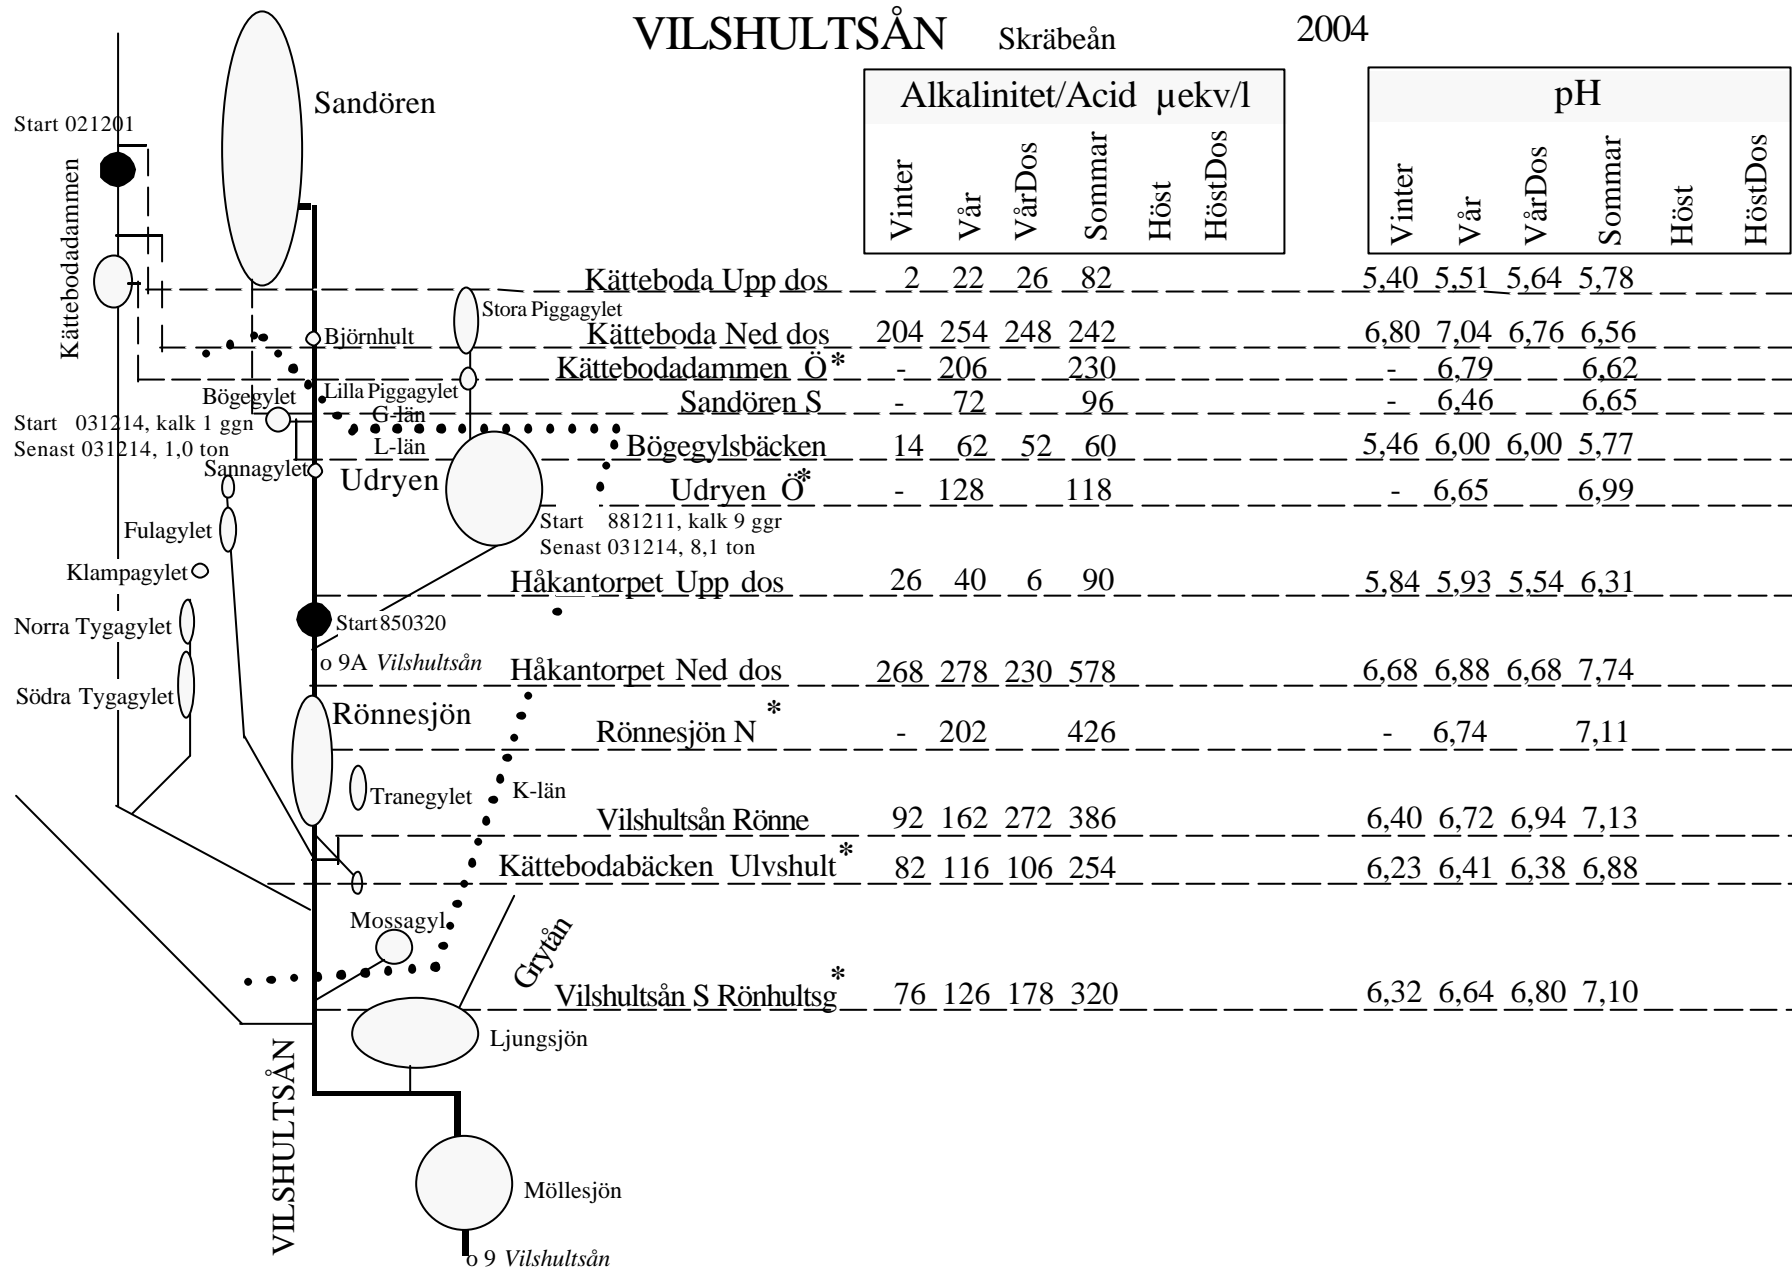 VILSHULTSÅN Skräbeån 2004
Alkalinitet/Acid µekv/l pH
Vinter Vår VårDos Sommar Höst HöstDos Vinter Vår VårDos Sommar Höst HöstDos
Sandören
Start 021201
Kättebodadammen
Kätteboda Upp dos 2 22 26 82 5,40 5,51 5,64 5,78
Stora Piggagylet
Björnhult
Kätteboda Ned dos 204 254 248 242 6,80 7,04 6,76 6,56
Kättebodadammen Ö* - 206 230 - 6,79 6,62
Bögegylet
Lilla Piggagylet
Sandören S - 72 96 - 6,46 6,65
G-län
Start 031214, kalk 1 ggn
Senast 031214, 1,0 ton
L-län
Bögegylsbäcken 14 62 52 60 5,46 6,00 6,00 5,77
Sannagylet
Udryen
Udryen Ö* - 128 118 - 6,65 6,99
Start 881211, kalk 9 ggr
Senast 031214, 8,1 ton
Fulagylet
Klampagylet
Håkantorpet Upp dos 26 40 6 90 5,84 5,93 5,54 6,31
Norra Tygagylet
Start 850320
o 9A Vilshultsån
Håkantorpet Ned dos 268 278 230 578 6,68 6,88 6,68 7,74
Södra Tygagylet
Rönnesjön
Rönnesjön N * - 202 426 - 6,74 7,11
Tranegylet
K-län
Vilshultsån Rönne 92 162 272 386 6,40 6,72 6,94 7,13
Kättebodabäcken Ulvshult* 82 116 106 254 6,23 6,41 6,38 6,88
Mossagyl
Grytån
Vilshultsån S Rönhultsg* 76 126 178 320 6,32 6,64 6,80 7,10
Ljungsjön
VILSHULTSÅN
Möllesjön
o 9 Vilshultsån